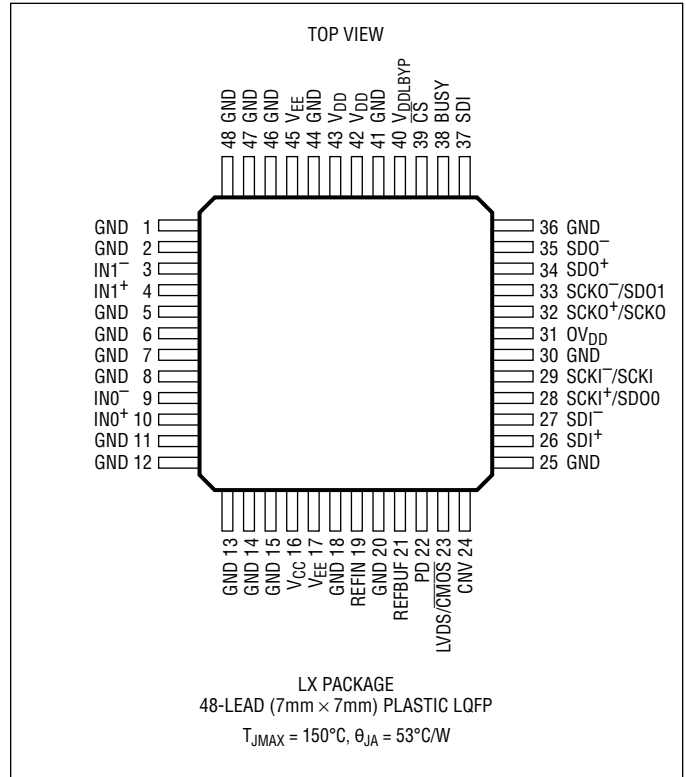 TOP VIEW
48 GND
47 GND
46 GND
45 VEE
44 GND
43 VDD
42 VDD
41 GND
40 VDDLBYP
39 C̅S̅
38 BUSY
37 SDI
GND 1
GND 2
IN1– 3
IN1+ 4
GND 5
GND 6
GND 7
GND 8
IN0– 9
IN0+ 10
GND 11
GND 12
36 GND
35 SDO–
34 SDO+
33 SCKO–/SDO1
32 SCKO+/SCKO
31 OVDD
30 GND
29 SCKI–/SCKI
28 SCKI+/SDO0
27 SDI–
26 SDI+
25 GND
GND 13
GND 14
GND 15
VCC 16
VEE 17
GND 18
REFIN 19
GND 20
REFBUF 21
PD 22
LVDS/C̅M̅O̅S̅ 23
CNV 24
LX PACKAGE
48-LEAD (7mm × 7mm) PLASTIC LQFP
TJMAX = 150°C, θJA = 53°C/W